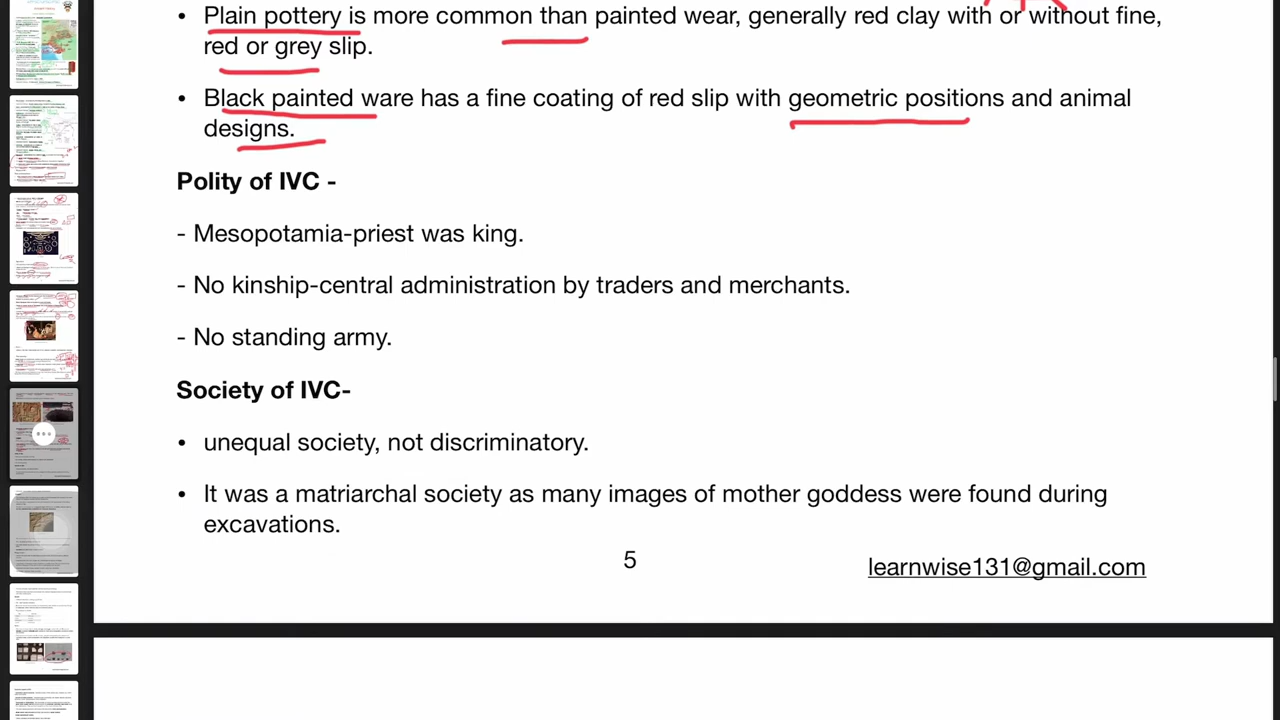 • Plain pottery is more common than painted wear, generally red clay with or without fine,
red or grey slip.
• Black painted ware has a fine coating of red slip with geometric positions and animal
designs.
Polity of IVC -
- Mesopotamia-priest was king.
- No kinship-central administration by traders and merchants.
- No standing army.
Society of IVC-
• unequal society, not discriminatory.
• It was a matriarchal society as many images of mother goddess were found during
excavations.
5
learnwise131@gmail.com